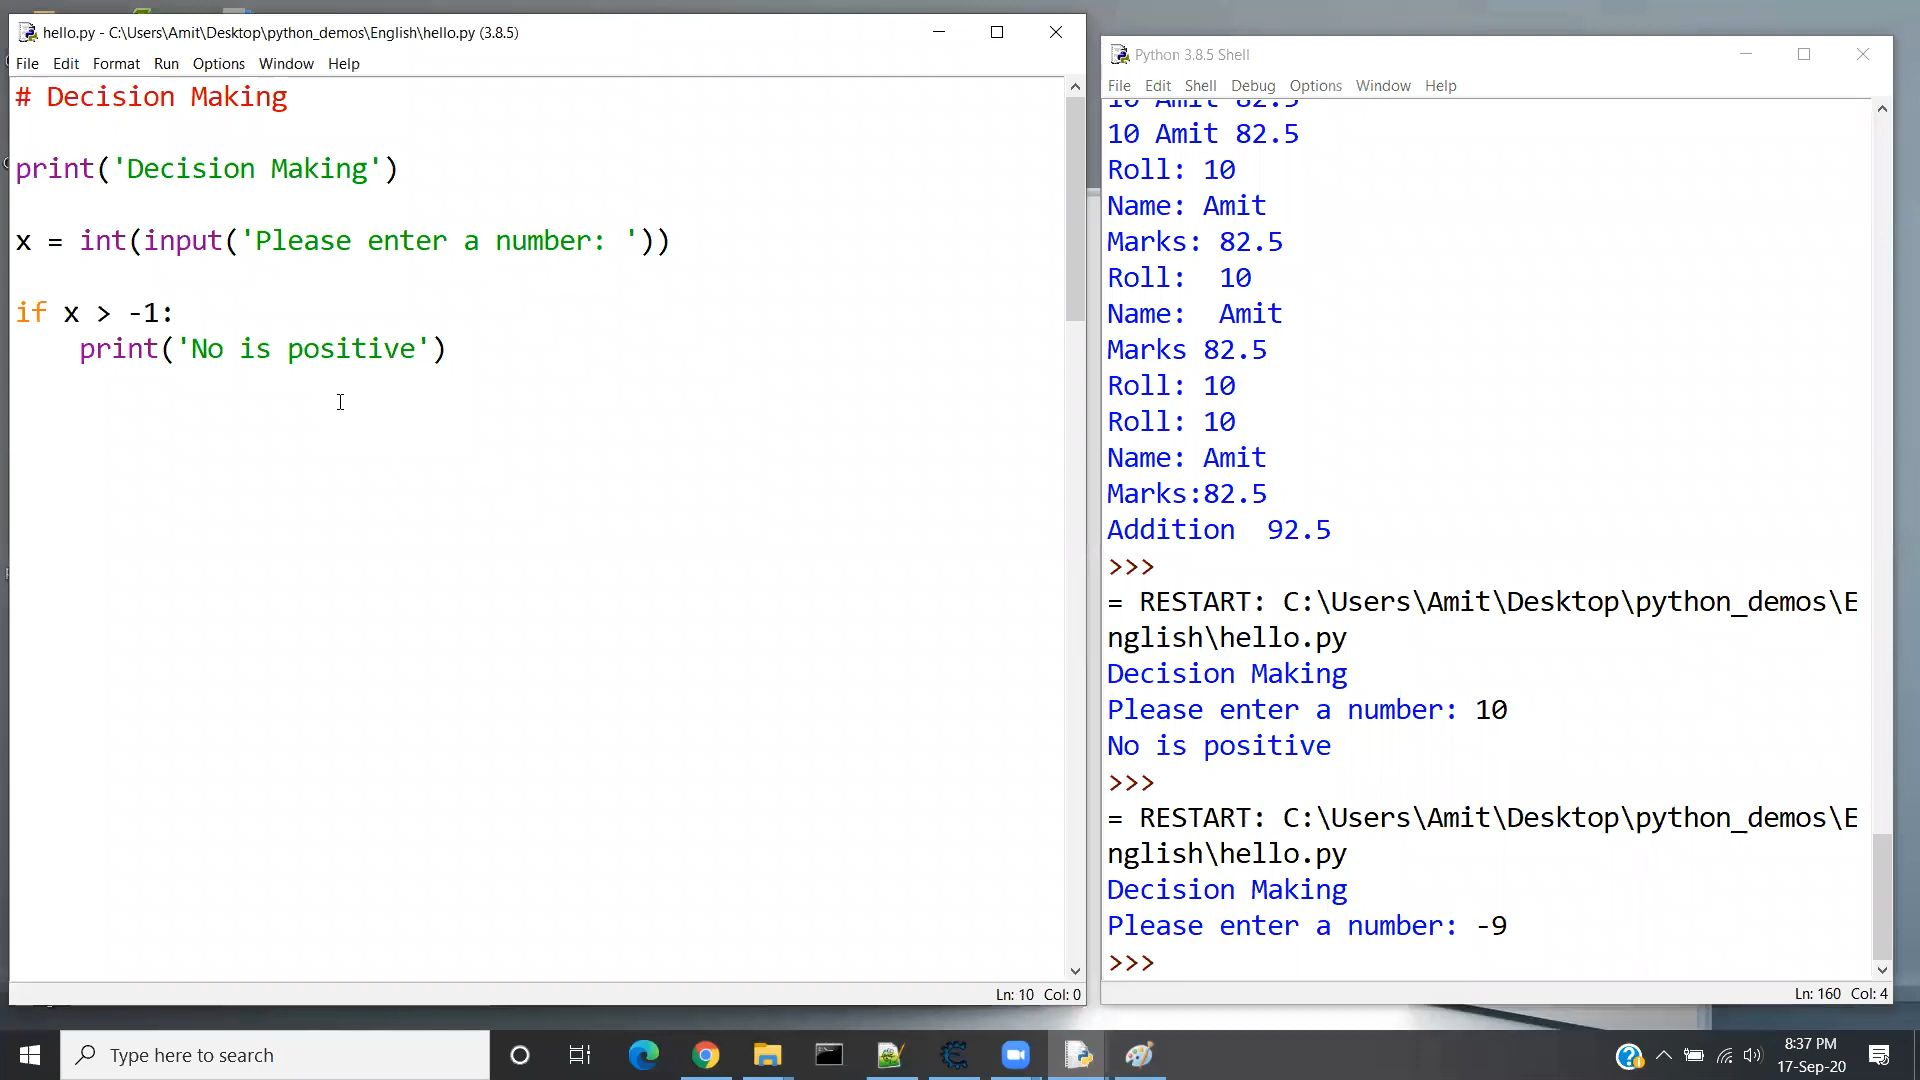 hello.py - C:\Users\Amit\Desktop\python_demos\English\hello.py (3.8.5)
File Edit Format Run Options Window Help
# Decision Making
print('Decision Making')
x = int(input('Please enter a number: '))
if x > -1:
    print('No is positive')
Ln: 10 Col: 0
Python 3.8.5 Shell
File Edit Shell Debug Options Window Help
10 Amit 82.5
10 Amit 82.5
Roll: 10
Name: Amit
Marks: 82.5
Roll:  10
Name:  Amit
Marks 82.5
Roll: 10
Roll: 10
Name: Amit
Marks:82.5
Addition  92.5
>>>
= RESTART: C:\Users\Amit\Desktop\python_demos\E
nglish\hello.py
Decision Making
Please enter a number: 10
No is positive
>>>
= RESTART: C:\Users\Amit\Desktop\python_demos\E
nglish\hello.py
Decision Making
Please enter a number: -9
>>>
Ln: 160 Col: 4
Type here to search
8:37 PM
17-Sep-20